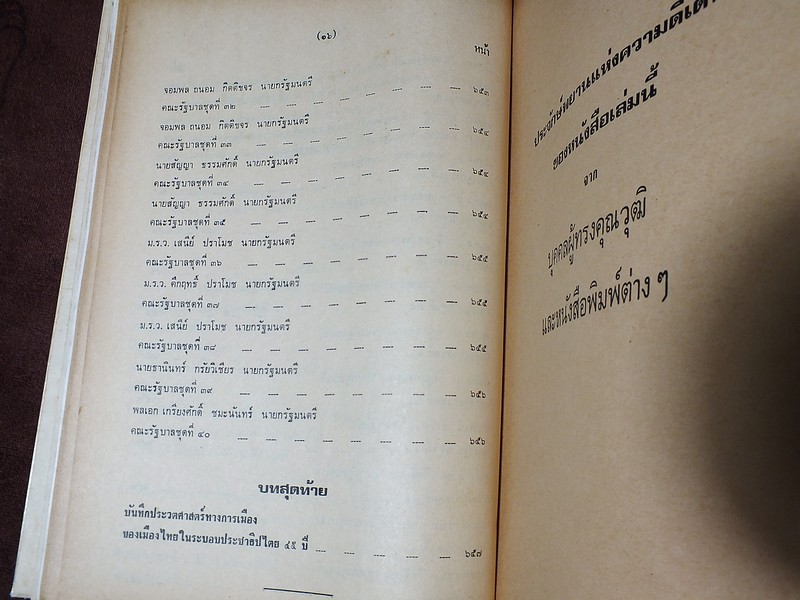 (๑๖)
หน้า
จอมพล ถนอม กิตติขจร นายกรัฐมนตรี
คณะรัฐบาลชุดที่ ๓๒ ๖๕๓
จอมพล ถนอม กิตติขจร นายกรัฐมนตรี
คณะรัฐบาลชุดที่ ๓๓ ๖๕๔
นายสัญญา ธรรมศักดิ์ นายกรัฐมนตรี
คณะรัฐบาลชุดที่ ๓๔ ๖๕๔
นายสัญญา ธรรมศักดิ์ นายกรัฐมนตรี
คณะรัฐบาลชุดที่ ๓๕ ๖๕๔
ม.ร.ว. เสนีย์ ปราโมช นายกรัฐมนตรี
คณะรัฐบาลชุดที่ ๓๖ ๖๕๕
ม.ร.ว. คึกฤทธิ์ ปราโมช นายกรัฐมนตรี
คณะรัฐบาลชุดที่ ๓๗ ๖๕๕
ม.ร.ว. เสนีย์ ปราโมช นายกรัฐมนตรี
คณะรัฐบาลชุดที่ ๓๘ ๖๕๕
นายธานินทร์ กรัยวิเชียร นายกรัฐมนตรี
คณะรัฐบาลชุดที่ ๓๙ ๖๕๖
พลเอก เกรียงศักดิ์ ชมะนันทร์ นายกรัฐมนตรี
คณะรัฐบาลชุดที่ ๔๐ ๖๕๖
บทสุดท้าย
บันทึกประวัติศาสตร์ทางการเมือง
ของเมืองไทยในระบอบประชาธิปไตย ๔๕ ปี ๖๕๗
ประจักษ์พยานแห่งความดีเด่น
ของหนังสือเล่มนี้
จาก
บุคคลผู้ทรงคุณวุฒิ
และหนังสือพิมพ์ต่าง ๆ